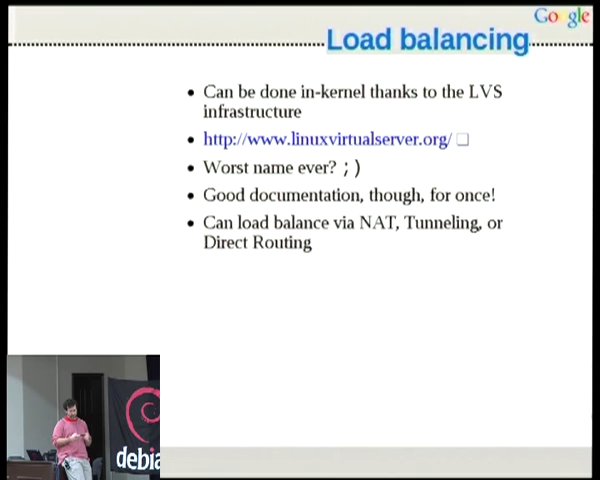 Google
Load balancing
• Can be done in-kernel thanks to the LVS
infrastructure
• http://www.linuxvirtualserver.org/
• Worst name ever? ;)
• Good documentation, though, for once!
• Can load balance via NAT, Tunneling, or
Direct Routing
debia